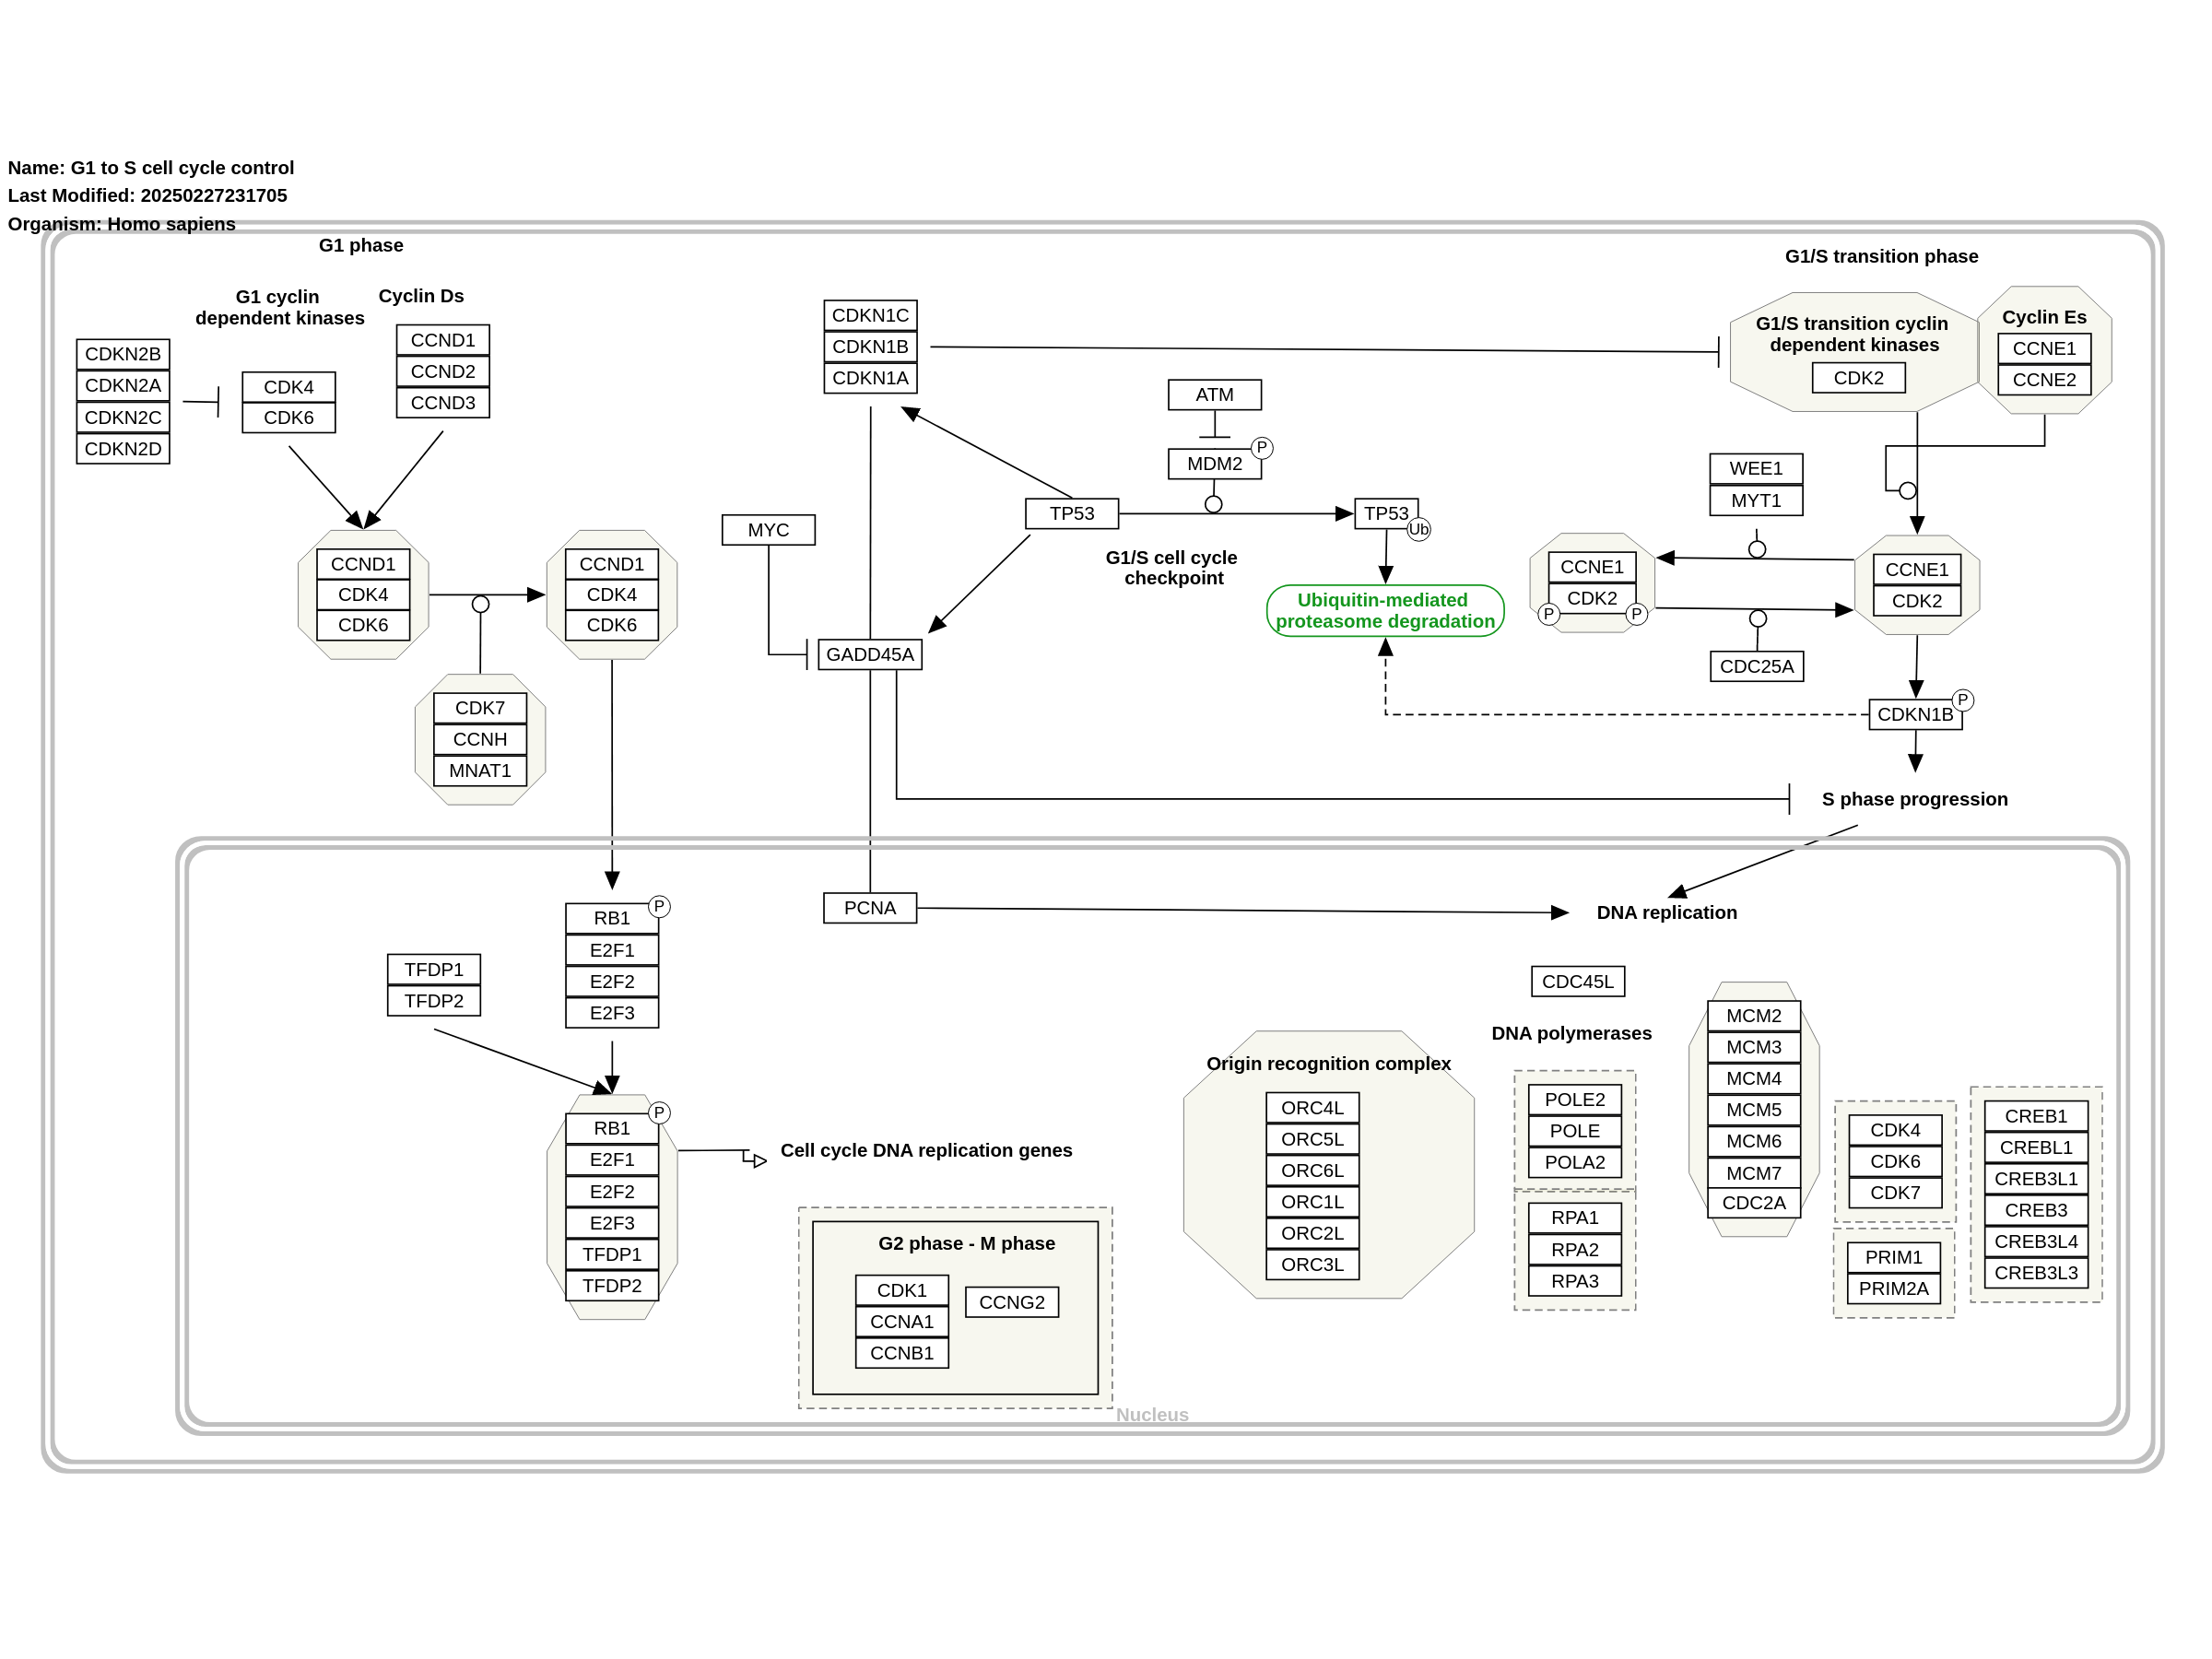 Name: G1 to S cell cycle control
Last Modified: 20250227231705
Organism: Homo sapiens
G1 phase
G1 cyclin
dependent kinases
Cyclin Ds
CDKN2B
CDKN2A
CDKN2C
CDKN2D
CDK4
CDK6
CCND1
CCND2
CCND3
CCND1
CDK4
CDK6
CCND1
CDK4
CDK6
CDK7
CCNH
MNAT1
CDKN1C
CDKN1B
CDKN1A
MYC
GADD45A
ATM
MDM2
P
TP53
TP53
Ub
G1/S cell cycle
checkpoint
Ubiquitin-mediated
proteasome degradation
G1/S transition phase
G1/S transition cyclin
dependent kinases
CDK2
Cyclin Es
CCNE1
CCNE2
WEE1
MYT1
CCNE1
CDK2
P
P
CCNE1
CDK2
CDC25A
CDKN1B
P
S phase progression
PCNA
DNA replication
RB1
P
E2F1
E2F2
E2F3
TFDP1
TFDP2
RB1
P
E2F1
E2F2
E2F3
TFDP1
TFDP2
Cell cycle DNA replication genes
G2 phase - M phase
CDK1
CCNA1
CCNB1
CCNG2
Origin recognition complex
ORC4L
ORC5L
ORC6L
ORC1L
ORC2L
ORC3L
CDC45L
DNA polymerases
POLE2
POLE
POLA2
RPA1
RPA2
RPA3
MCM2
MCM3
MCM4
MCM5
MCM6
MCM7
CDC2A
CDK4
CDK6
CDK7
PRIM1
PRIM2A
CREB1
CREBL1
CREB3L1
CREB3
CREB3L4
CREB3L3
Nucleus